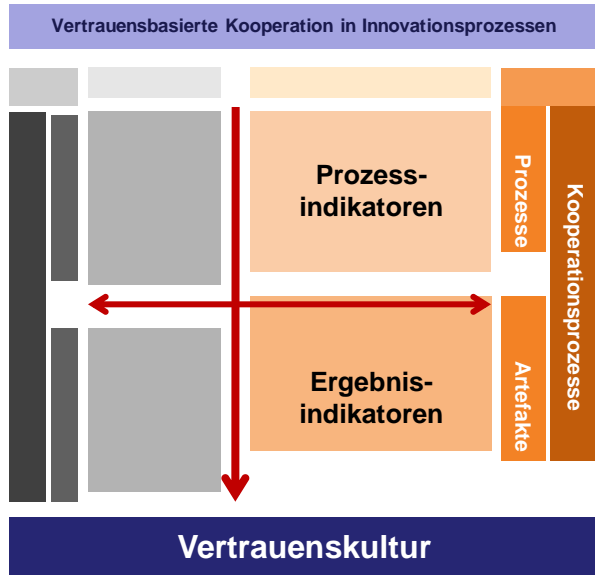 Vertrauensbasierte Kooperation in Innovationsprozessen
Prozess-
indikatoren
Prozesse
Kooperationsprozesse
Ergebnis-
indikatoren
Artefakte
Vertrauenskultur